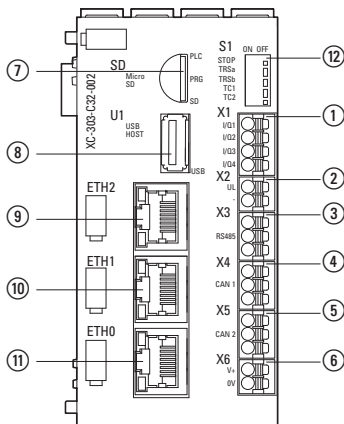 S1 ON OFF
STOP
TRSa
TRSb
TC1
TC2
12
7
SD
Micro
SD
PLC
PRG
SD
XC-303-C32-002
U1
USB
HOST
USB
8
X1
I/Q1
I/Q2
I/Q3
I/Q4
1
X2
UL
-
2
X3
RS485
3
X4
CAN 1
4
X5
CAN 2
5
X6
V+
0V
6
ETH2
9
ETH1
10
ETH0
11